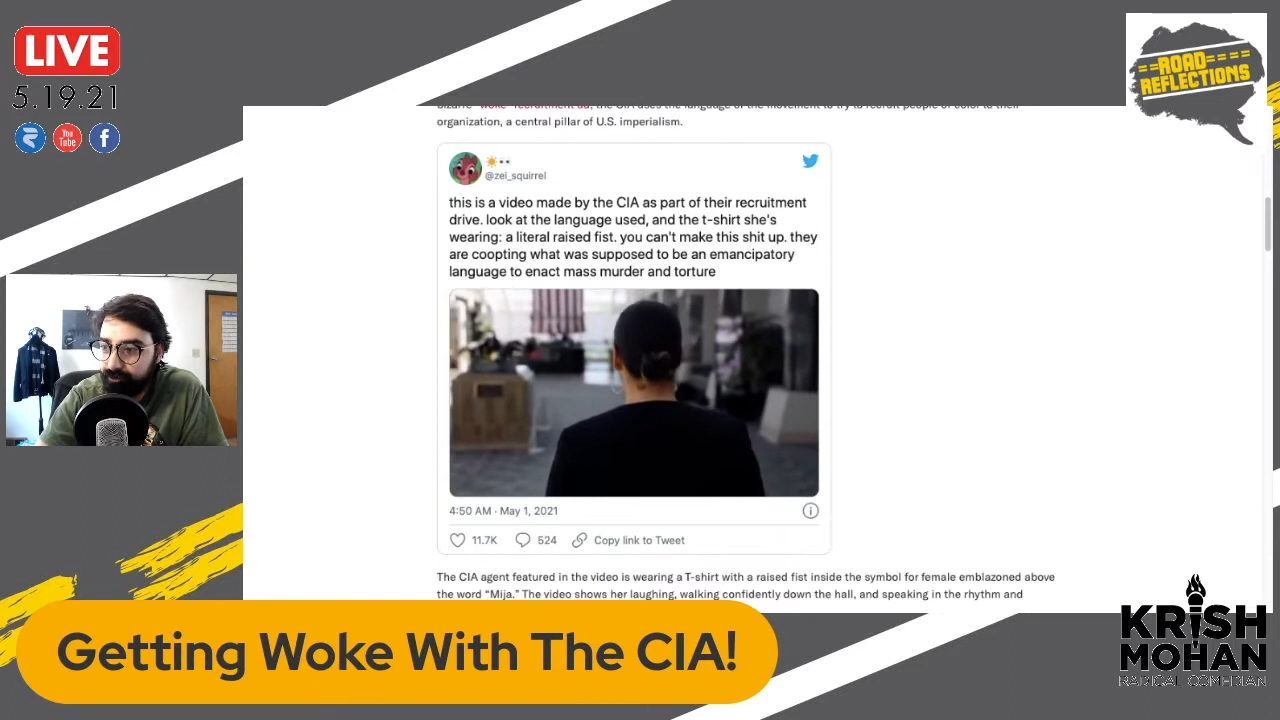 LIVE
5.19.21
You
Tube
f
==ROAD====
REFLECTIONS
bizarre "woke" recruitment ad, the CIA uses the language of the movement to try to recruit people of color to their
organization, a central pillar of U.S. imperialism.
@zei_squirrel
this is a video made by the CIA as part of their recruitment
drive. look at the language used, and the t-shirt she's
wearing: a literal raised fist. you can't make this shit up. they
are coopting what was supposed to be an emancipatory
language to enact mass murder and torture
4:50 AM · May 1, 2021
11.7K 524 Copy link to Tweet
The CIA agent featured in the video is wearing a T-shirt with a raised fist inside the symbol for female emblazoned above
the word “Mija.” The video shows her laughing, walking confidently down the hall, and speaking in the rhythm and
Getting Woke With The CIA!
KRISH
MOHAN
RADICAL COMEDIAN